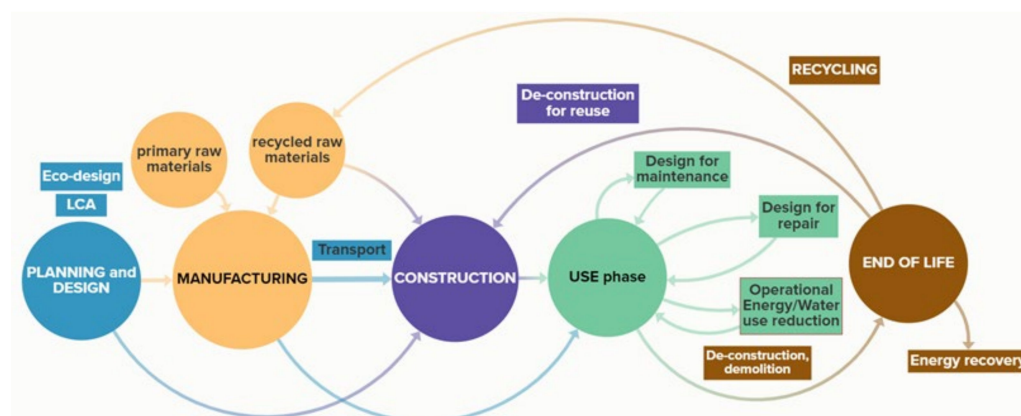 RECYCLING
De-construction
for reuse
primary raw
materials
recycled raw
materials
Eco-design
LCA
Design for
maintenance
Design for
repair
PLANNING and
DESIGN
MANUFACTURING
Transport
CONSTRUCTION
USE phase
Operational
Energy/Water
use reduction
END OF LIFE
De-construction,
demolition
Energy recovery